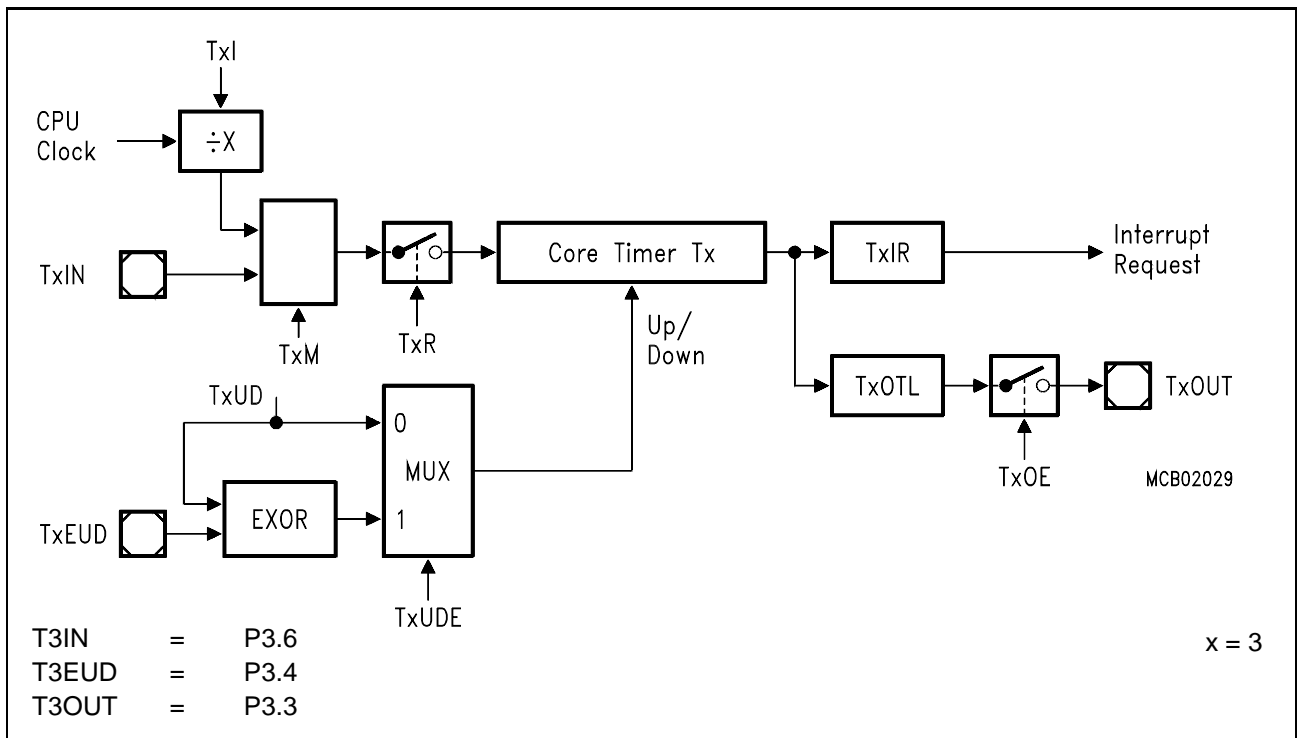 TxI
CPU
Clock
÷X
TxIN
TxM
TxR
Core Timer Tx
TxIR
Interrupt
Request
Up/
Down
TxUD
TxOTL
TxOUT
TxOE
MCB02029
0
MUX
1
EXOR
TxEUD
TxUDE
T3IN = P3.6
T3EUD = P3.4
T3OUT = P3.3
x = 3